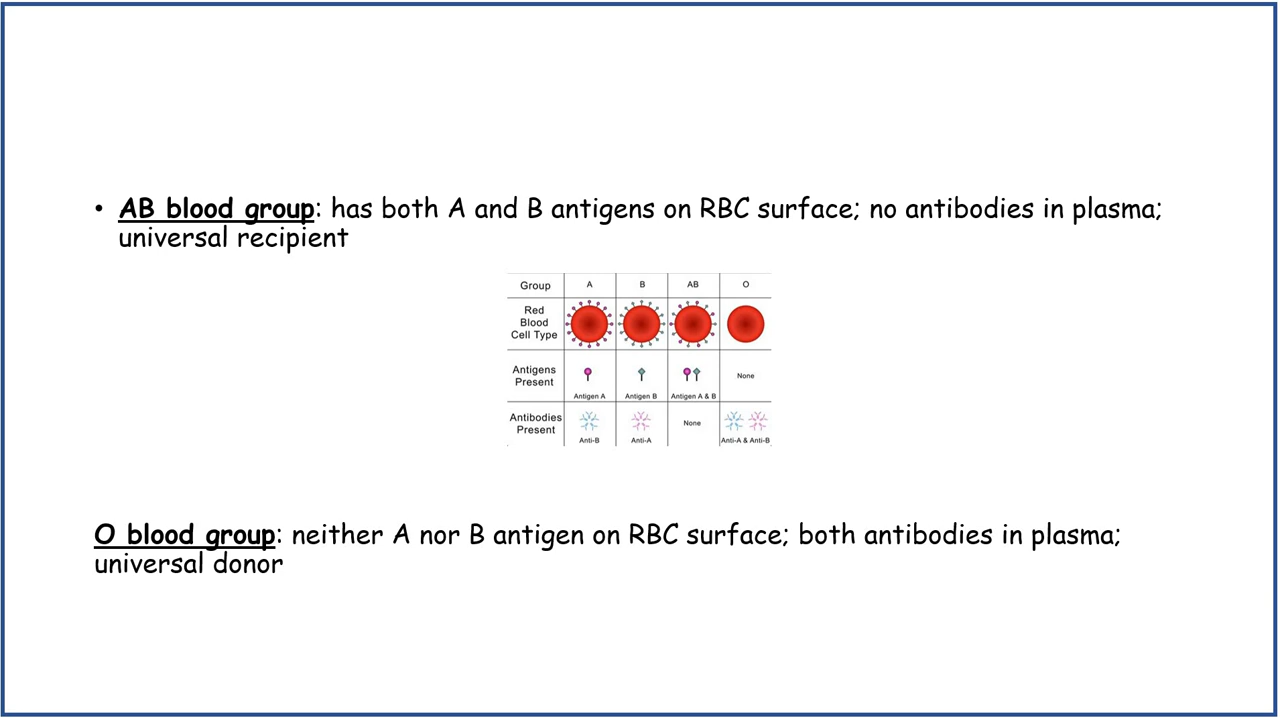 • AB blood group: has both A and B antigens on RBC surface; no antibodies in plasma;
universal recipient
Group A B AB O
Red
Blood
Cell Type
Antigens
Present
None
Antigen A Antigen B Antigen A & B
Antibodies
Present
None
Anti-B Anti-A Anti-A & Anti-B
O blood group: neither A nor B antigen on RBC surface; both antibodies in plasma;
universal donor